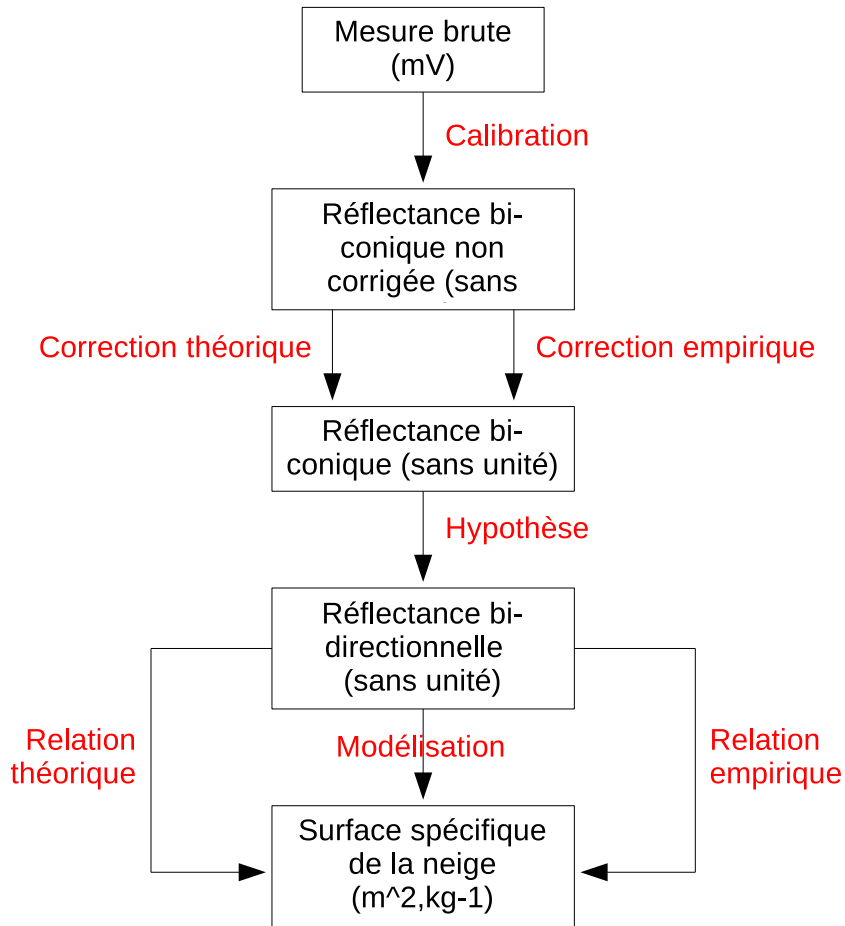 Mesure brute
(mV)
Calibration
Réflectance bi-
conique non
corrigée (sans
Correction théorique
Correction empirique
Réflectance bi-
conique (sans unité)
Hypothèse
Réflectance bi-
directionnelle
(sans unité)
Relation
théorique
Modélisation
Relation
empirique
Surface spécifique
de la neige
(m^2,kg-1)